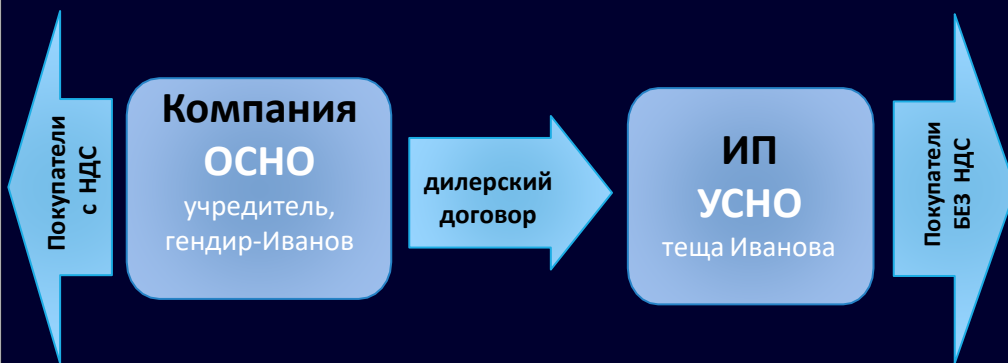 Покупатели
с НДС
Компания
ОСНО
учредитель,
гендир-Иванов
дилерский
договор
ИП
УСНО
теща Иванова
Покупатели
БЕЗ НДС